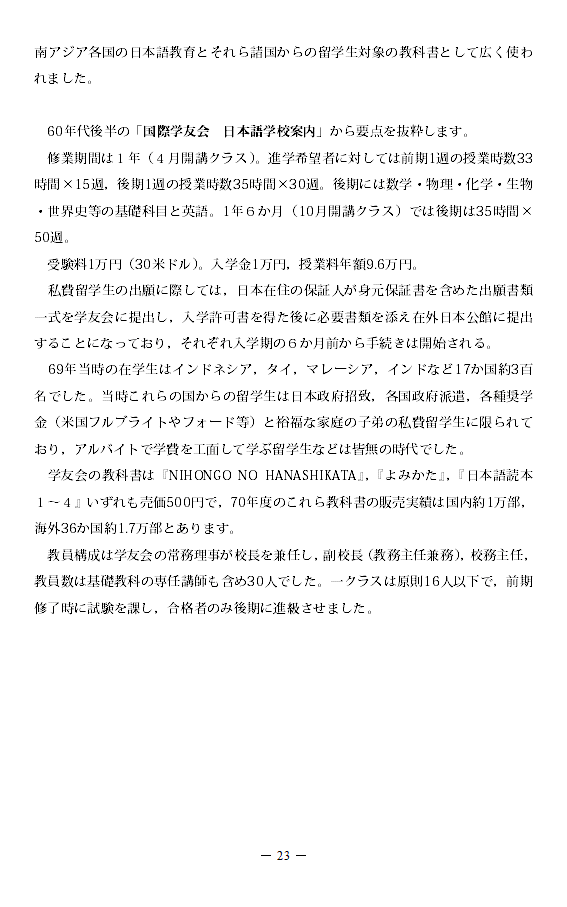 南アジア各国の日本語教育とそれら諸国からの留学生対象の教科書として広く使わ
れました。
60年代後半の「国際学友会　日本語学校案内」から要点を抜粋します。
修業期間は１年（４月開講クラス）。進学希望者に対しては前期1週の授業時数33
時間×15週，後期1週の授業時数35時間×30週。後期には数学・物理・化学・生物
・世界史等の基礎科目と英語。1年６か月（10月開講クラス）では後期は35時間×
50週。
受験料1万円（30米ドル）。入学金1万円，授業料年額9.6万円。
私費留学生の出願に際しては，日本在住の保証人が身元保証書を含めた出願書類
一式を学友会に提出し，入学許可書を得た後に必要書類を添え在外日本公館に提出
することになっており，それぞれ入学期の６か月前から手続きは開始される。
69年当時の在学生はインドネシア，タイ，マレーシア，インドなど17か国約3百
名でした。当時これらの国からの留学生は日本政府招致，各国政府派遣，各種奨学
金（米国フルブライトやフォード等）と裕福な家庭の子弟の私費留学生に限られて
おり，アルバイトで学費を工面して学ぶ留学生などは皆無の時代でした。
学友会の教科書は『NIHONGO NO HANASHIKATA』，『よみかた』，『日本語読本
１～４』いずれも売価500円で，70年度のこれら教科書の販売実績は国内約1万部，
海外36か国約1.7万部とあります。
教員構成は学友会の常務理事が校長を兼任し，副校長（教務主任兼務），校務主任，
教員数は基礎教科の専任講師も含め30人でした。一クラスは原則16人以下で，前期
修了時に試験を課し，合格者のみ後期に進級させました。
― 23 ―